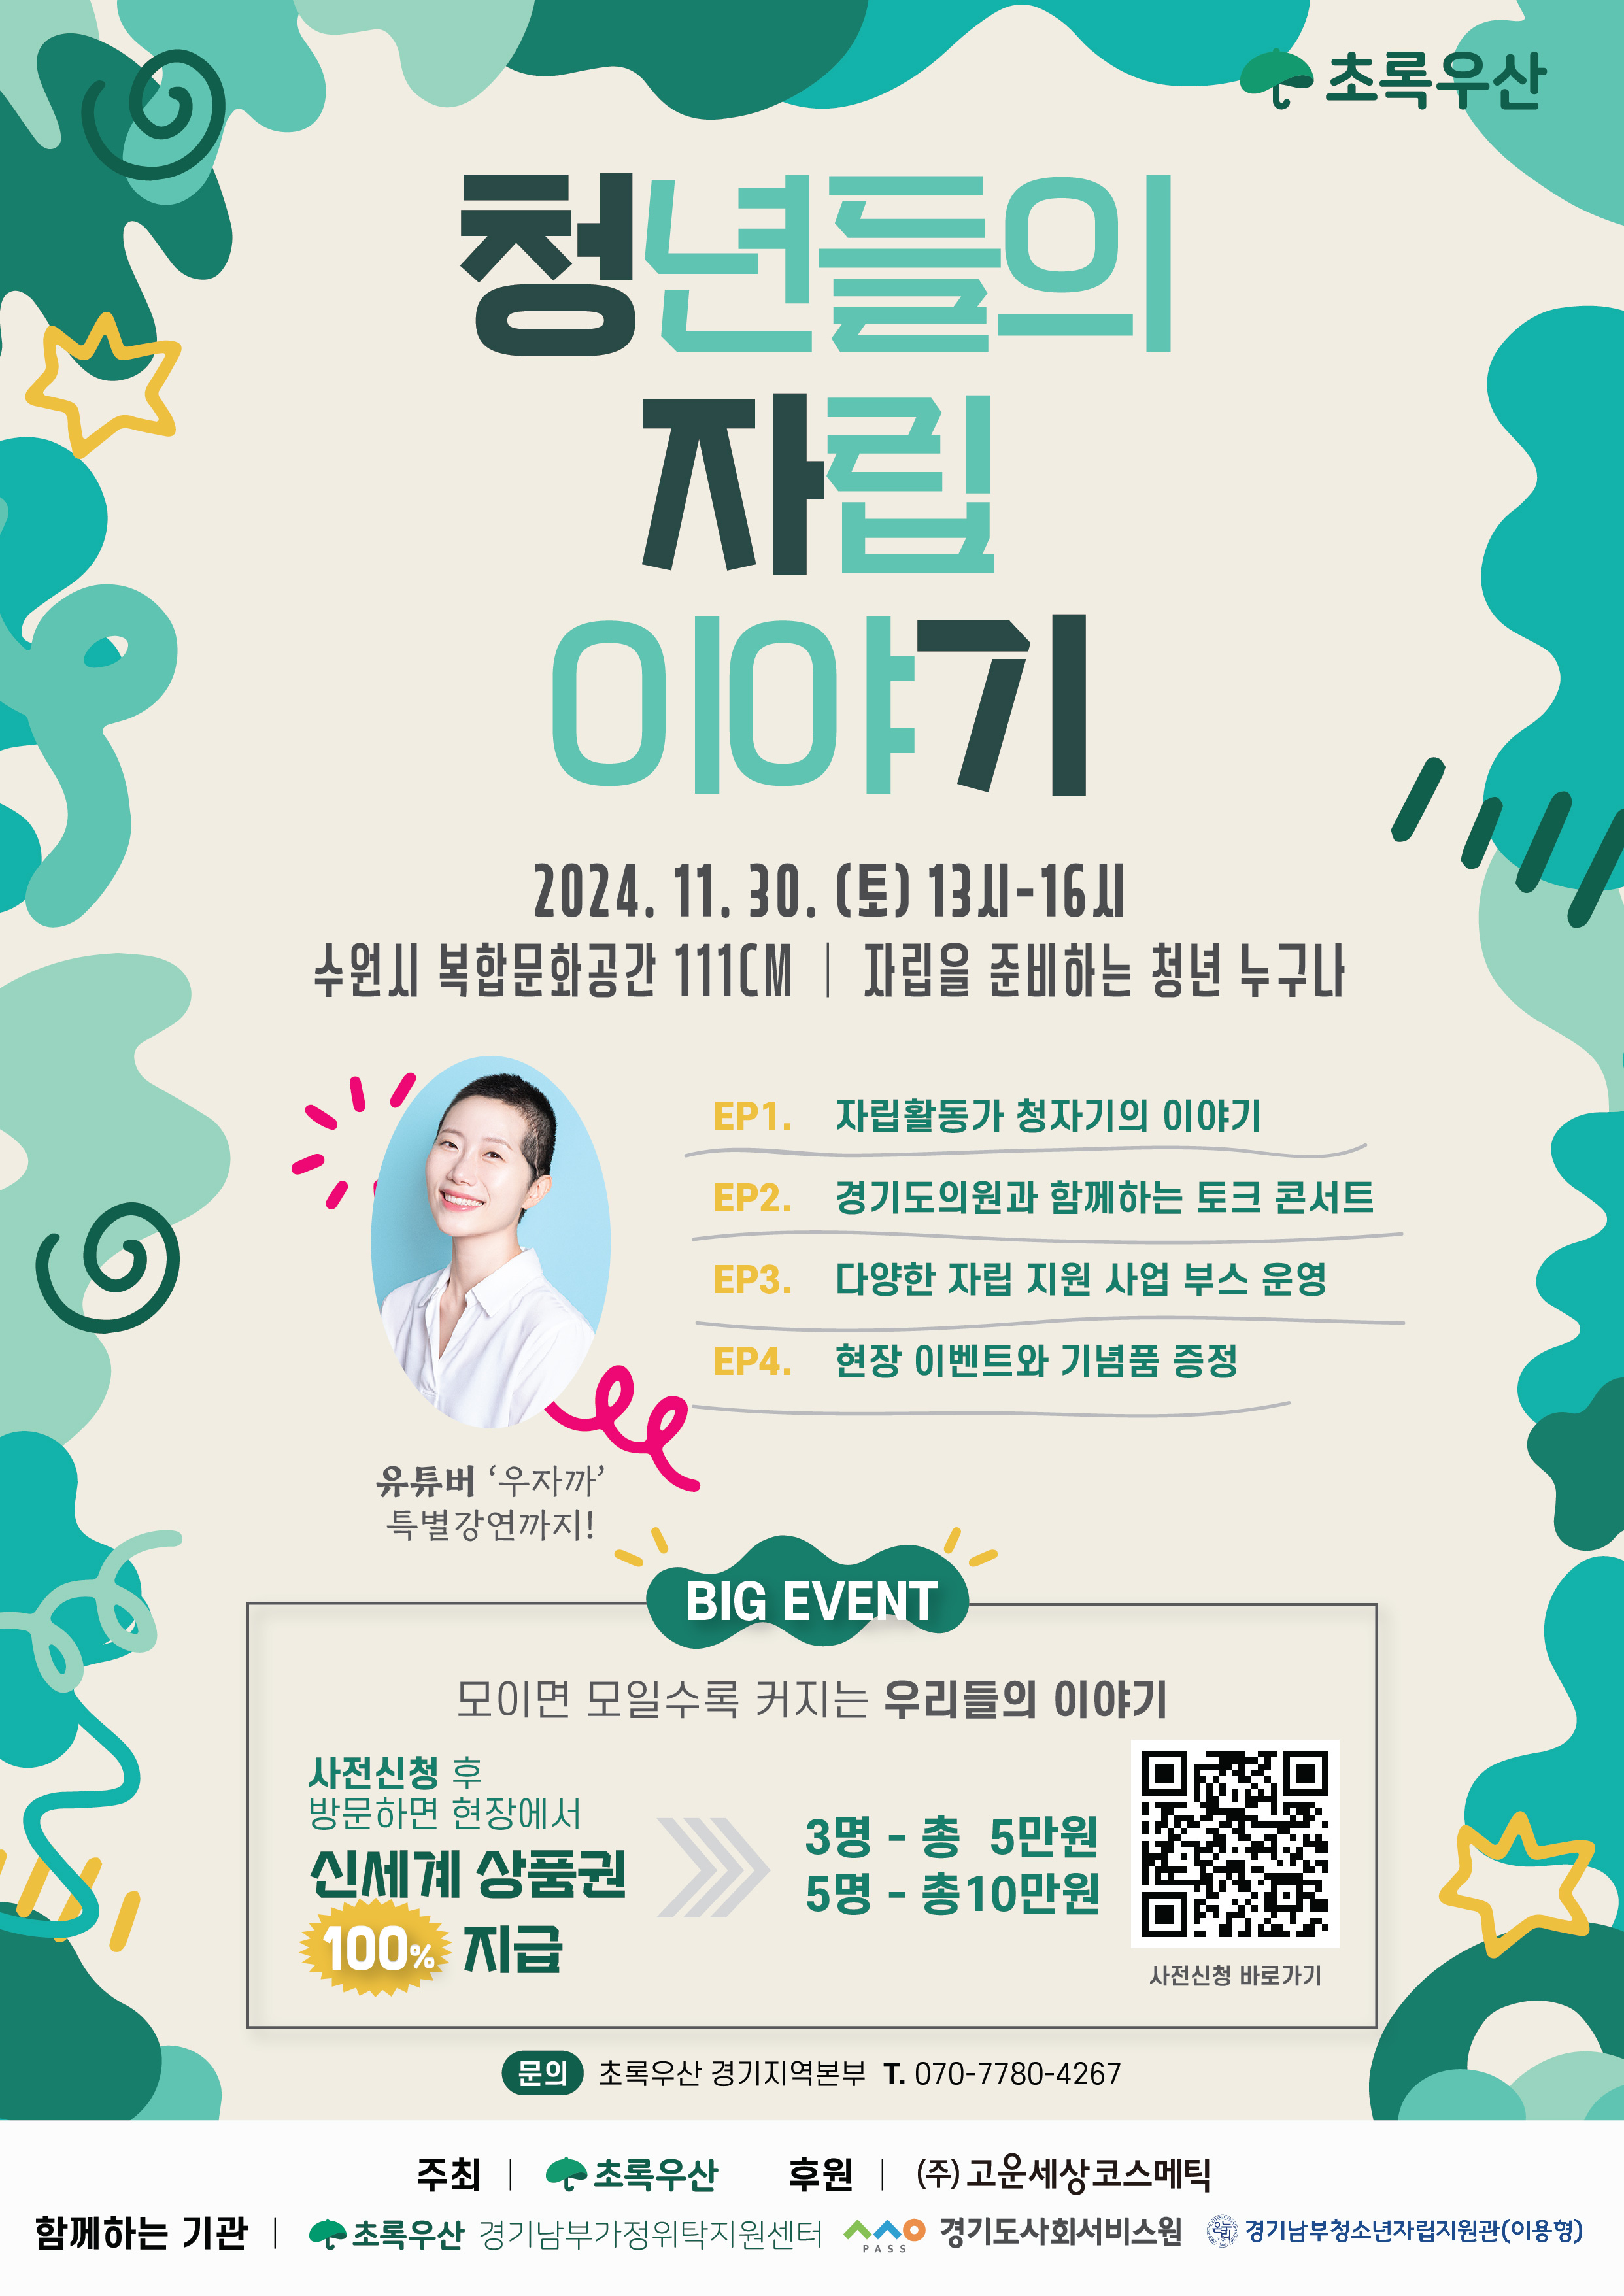 초록우산
청년들의
자립
이야기
2024. 11. 30. (토) 13시-16시
수원시 복합문화공간 111CM | 자립을 준비하는 청년 누구나
EP1. 자립활동가 청자기의 이야기
EP2. 경기도의원과 함께하는 토크 콘서트
EP3. 다양한 자립 지원 사업 부스 운영
EP4. 현장 이벤트와 기념품 증정
유튜버 ‘우자까’
특별강연까지!
BIG EVENT
모이면 모일수록 커지는 우리들의 이야기
사전신청 후
방문하면 현장에서
신세계 상품권
100% 지급
3명 - 총 5만원
5명 - 총10만원
사전신청 바로가기
문의 초록우산 경기지역본부 T. 070-7780-4267
주최 | 초록우산 후원 | (주)고운세상코스메틱
함께하는 기관 | 초록우산 경기남부가정위탁지원센터 PASS 경기도사회서비스원 경기남부청소년자립지원관(이용형)